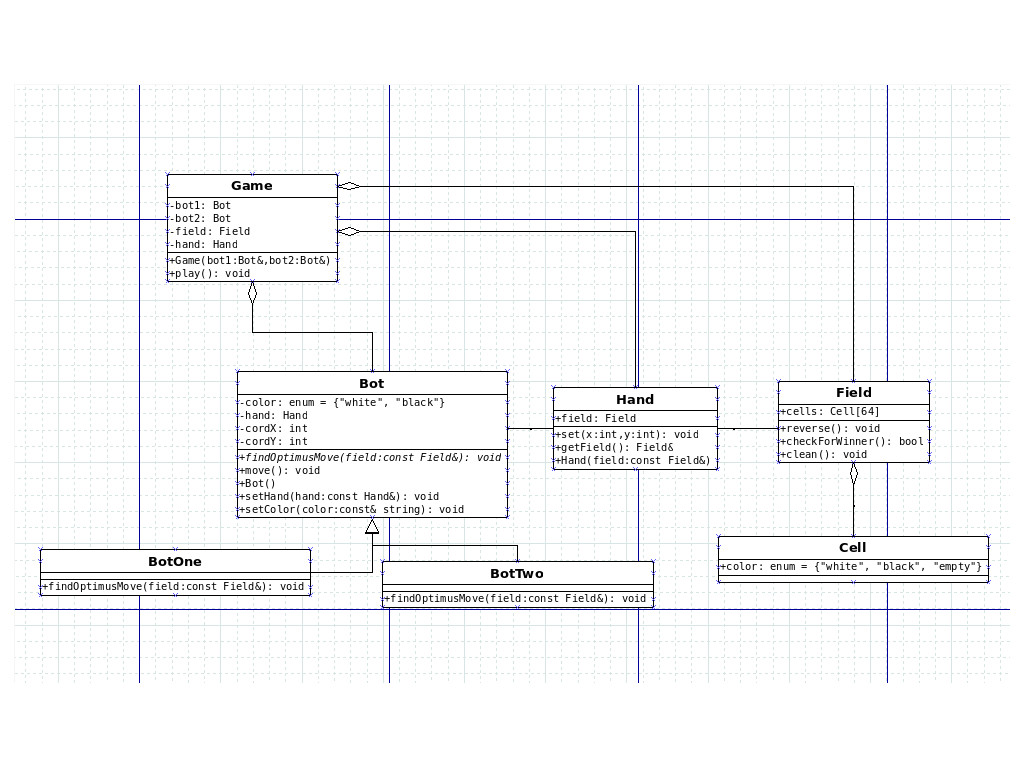 Game
-bot1: Bot
-bot2: Bot
-field: Field
-hand: Hand
+Game(bot1:Bot&,bot2:Bot&)
+play(): void
Bot
-color: enum = {"white", "black"}
-hand: Hand
-cordX: int
-cordY: int
+findOptimusMove(field:const Field&): void
+move(): void
+Bot()
+setHand(hand:const Hand&): void
+setColor(color:const& string): void
Hand
+field: Field
+set(x:int,y:int): void
+getField(): Field&
+Hand(field:const Field&)
Field
+cells: Cell[64]
+reverse(): void
+checkForWinner(): bool
+clean(): void
BotOne
+findOptimusMove(field:const Field&): void
BotTwo
+findOptimusMove(field:const Field&): void
Cell
+color: enum = {"white", "black", "empty"}